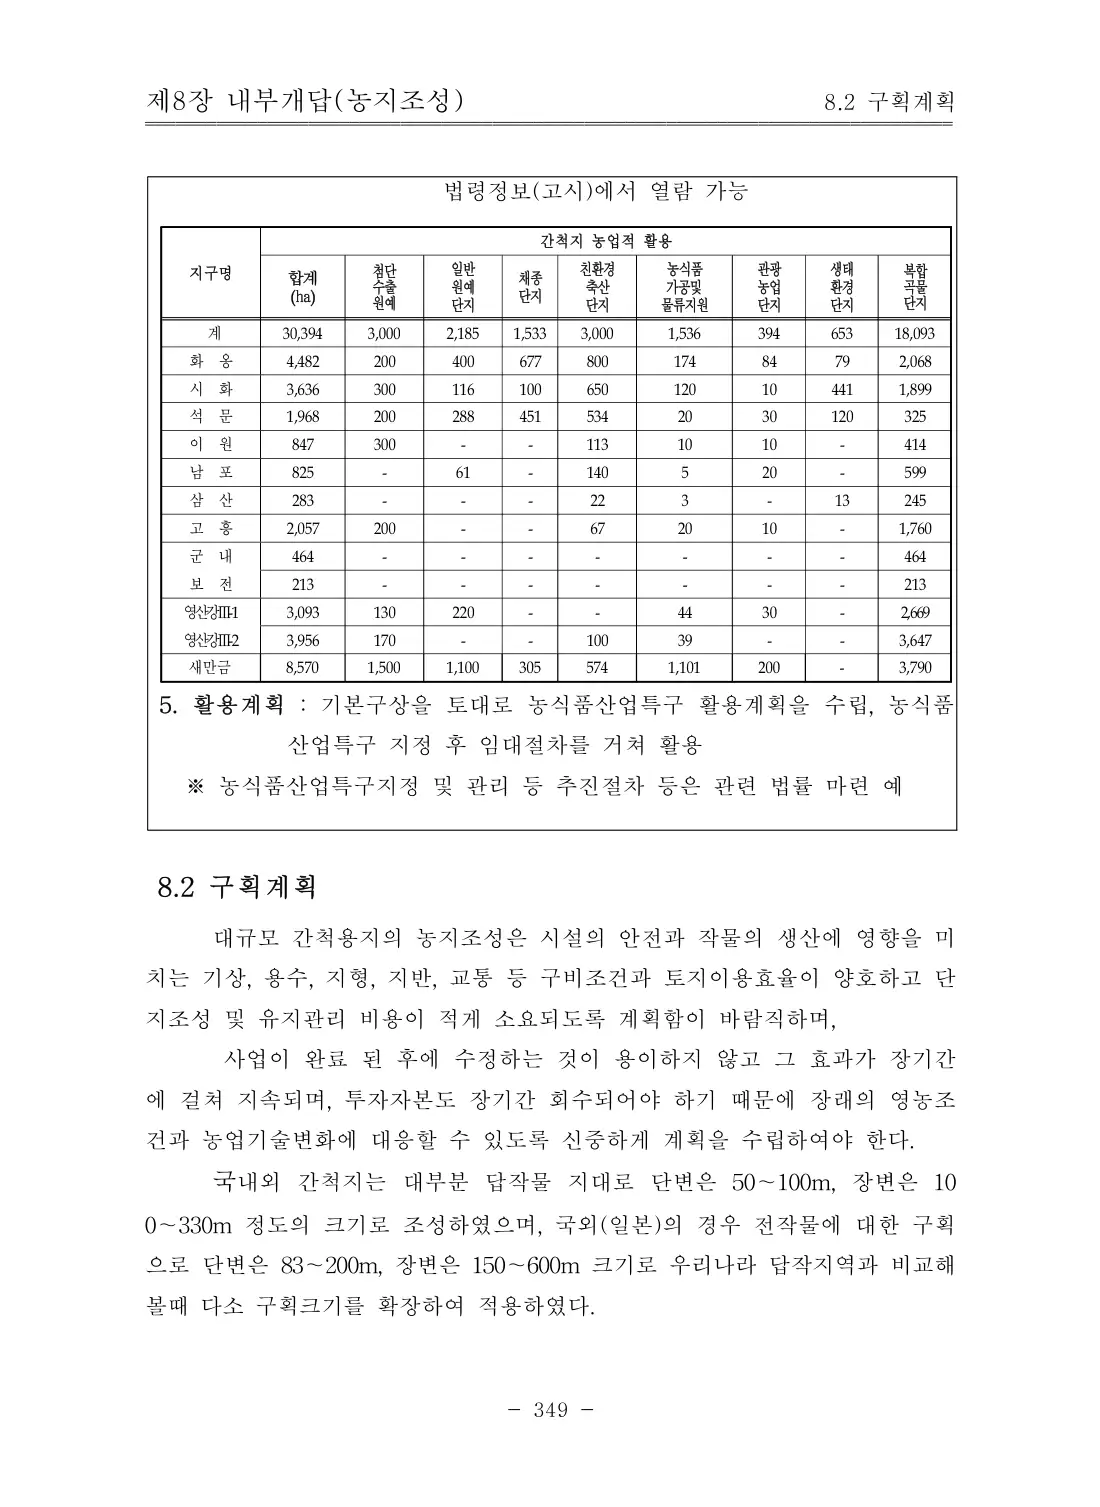 제8장 내부개답(농지조성) 8.2 구획계획
법령정보(고시)에서 열람 가능
지구명 간척지 농업적 활용
합계(ha) 첨단수출원예 일반원예단지 채종단지 친환경축산단지 농식품가공및물류지원 관광농업단지 생태환경단지 복합곡물단지
계 30,394 3,000 2,185 1,533 3,000 1,536 394 653 18,093
화 옹 4,482 200 400 677 800 174 84 79 2,068
시 화 3,636 300 116 100 650 120 10 441 1,899
석 문 1,968 200 288 451 534 20 30 120 325
이 원 847 300 - - 113 10 10 - 414
남 포 825 - 61 - 140 5 20 - 599
삼 산 283 - - - 22 3 - 13 245
고 흥 2,057 200 - - 67 20 10 - 1,760
군 내 464 - - - - - - - 464
보 전 213 - - - - - - - 213
영산강III-1 3,093 130 220 - - 44 30 - 2,669
영산강III-2 3,956 170 - - 100 39 - - 3,647
새만금 8,570 1,500 1,100 305 574 1,101 200 - 3,790
5. 활용계획 : 기본구상을 토대로 농식품산업특구 활용계획을 수립, 농식품
산업특구 지정 후 임대절차를 거쳐 활용
※ 농식품산업특구지정 및 관리 등 추진절차 등은 관련 법률 마련 예
8.2 구획계획
대규모 간척용지의 농지조성은 시설의 안전과 작물의 생산에 영향을 미
치는 기상, 용수, 지형, 지반, 교통 등 구비조건과 토지이용효율이 양호하고 단
지조성 및 유지관리 비용이 적게 소요되도록 계획함이 바람직하며,
사업이 완료 된 후에 수정하는 것이 용이하지 않고 그 효과가 장기간
에 걸쳐 지속되며, 투자자본도 장기간 회수되어야 하기 때문에 장래의 영농조
건과 농업기술변화에 대응할 수 있도록 신중하게 계획을 수립하여야 한다.
국내외 간척지는 대부분 답작물 지대로 단변은 50～100m, 장변은 10
0～330m 정도의 크기로 조성하였으며, 국외(일본)의 경우 전작물에 대한 구획
으로 단변은 83～200m, 장변은 150～600m 크기로 우리나라 답작지역과 비교해
볼때 다소 구획크기를 확장하여 적용하였다.
- 349 -